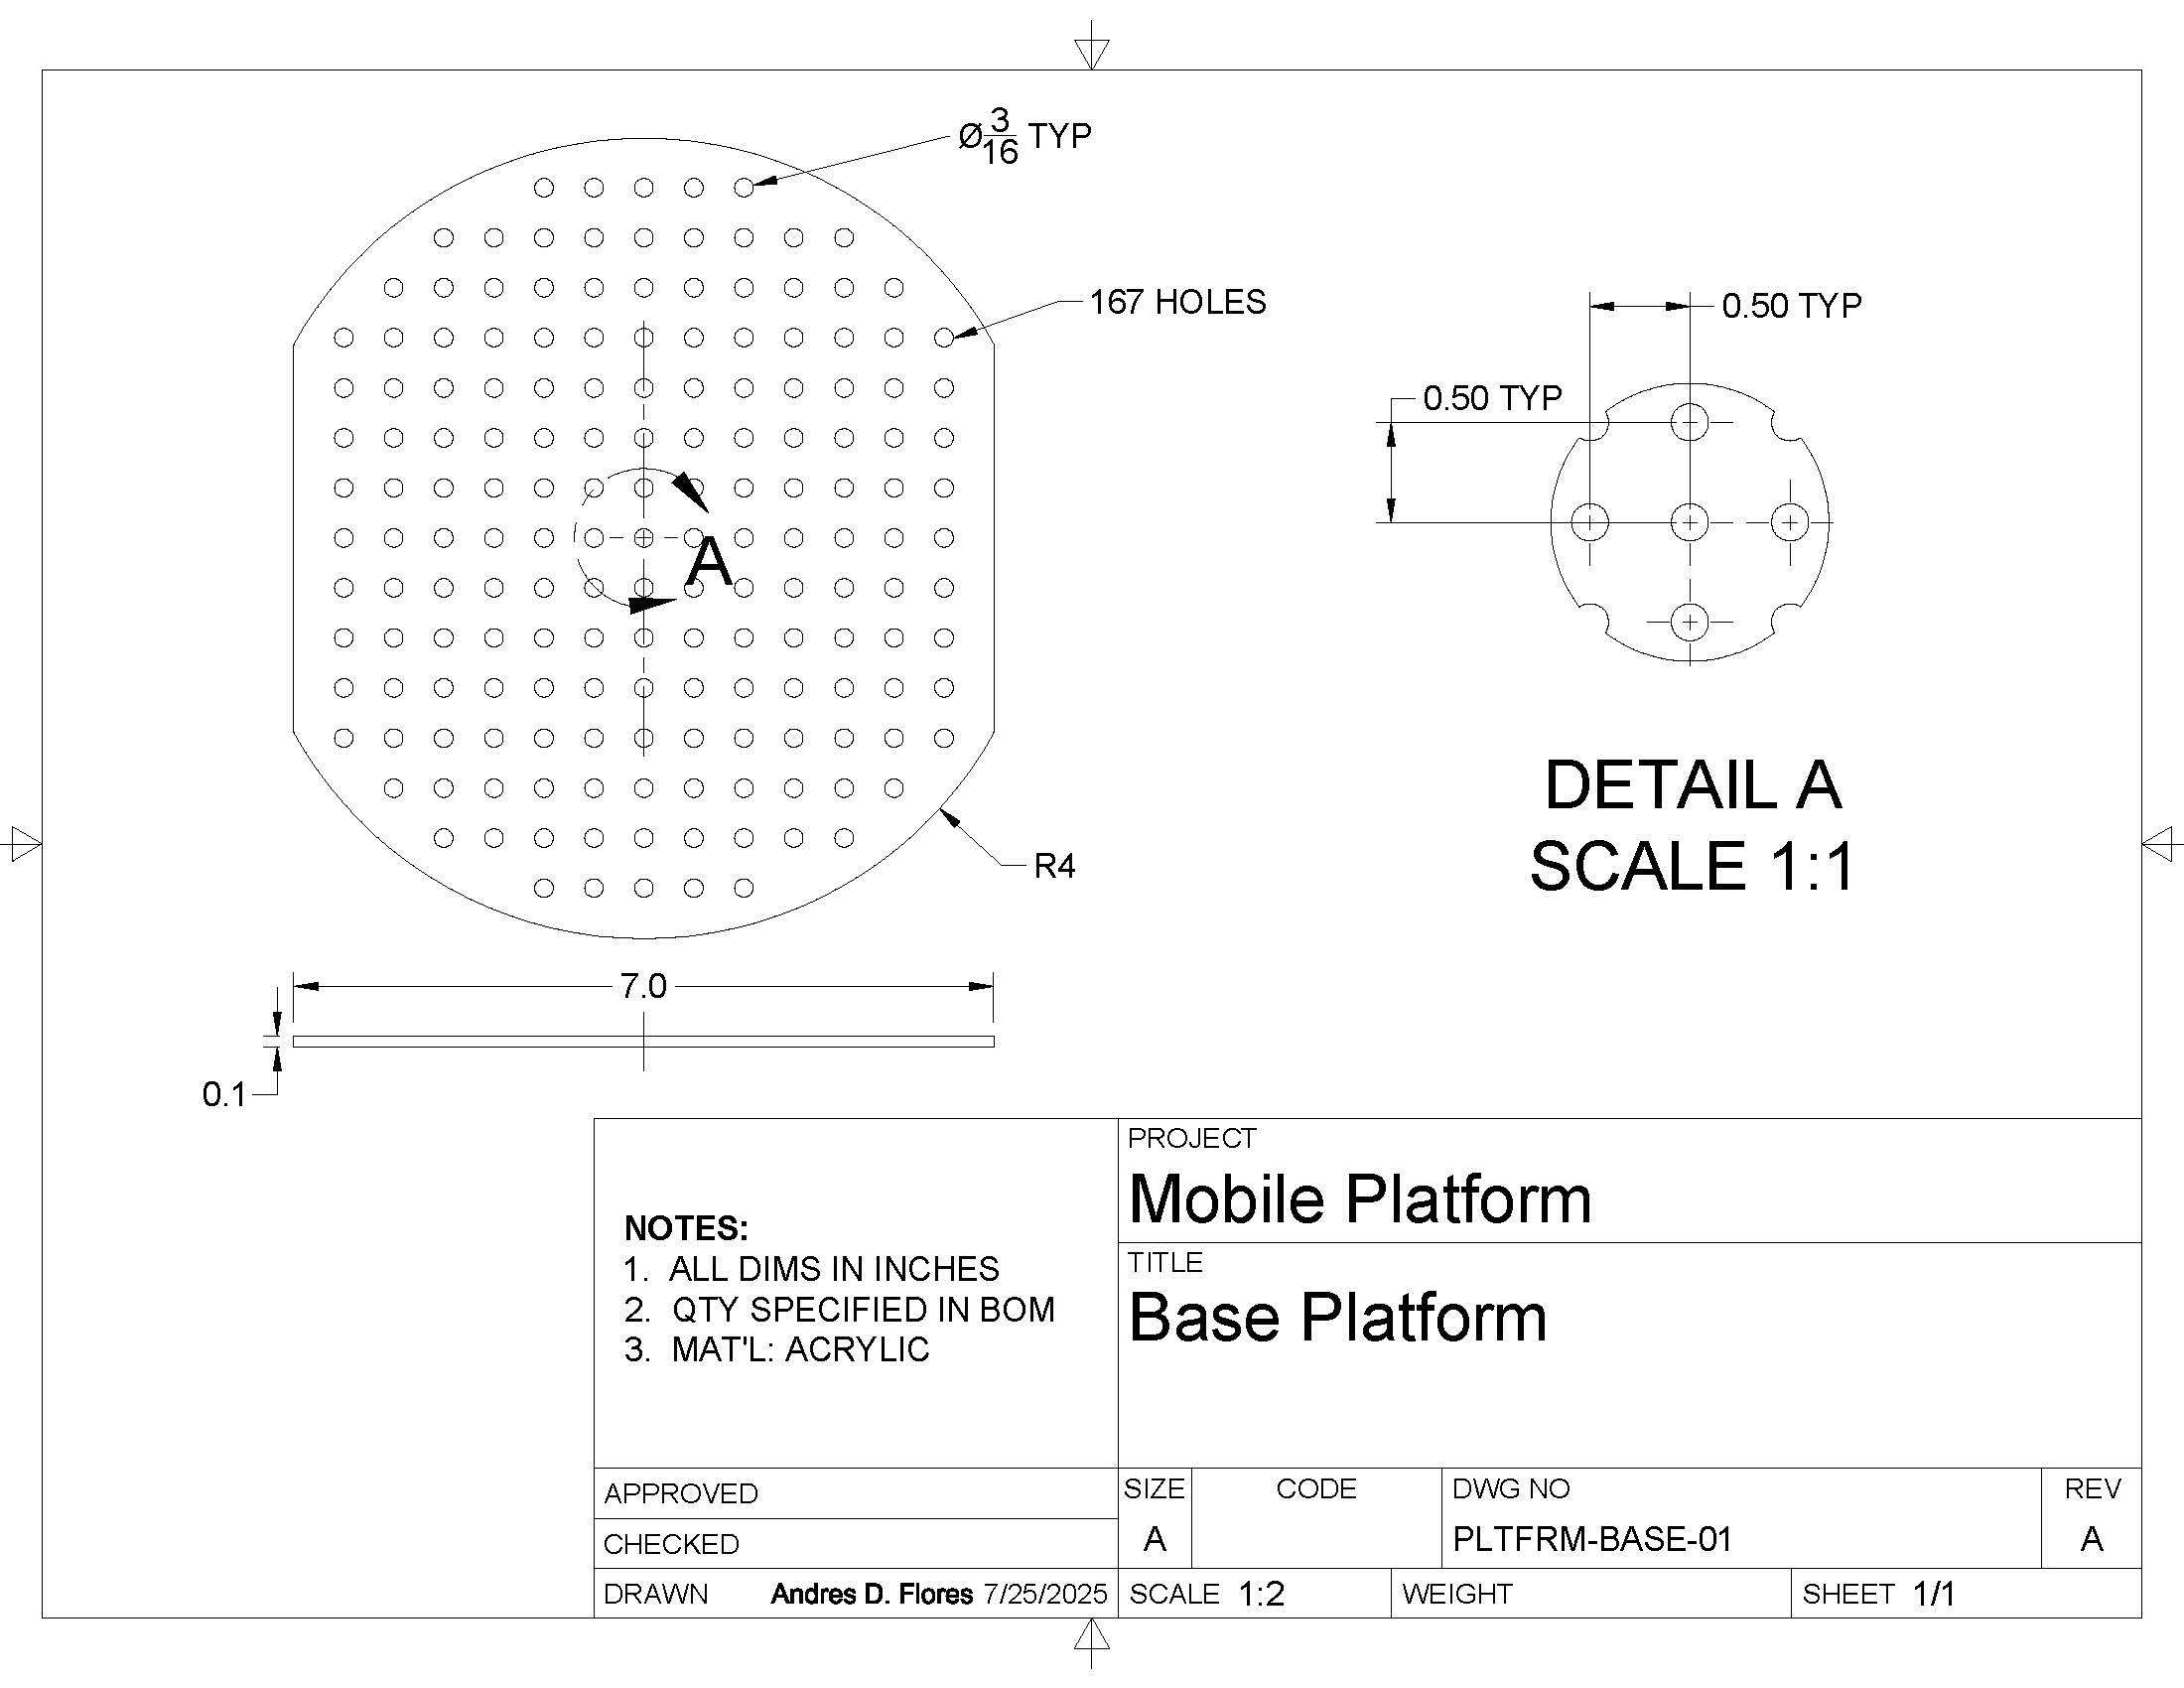 Ø3/16 TYP
167 HOLES
0.50 TYP
0.50 TYP
A
R4
DETAIL A
SCALE 1:1
7.0
0.1
NOTES:
1. ALL DIMS IN INCHES
2. QTY SPECIFIED IN BOM
3. MAT'L: ACRYLIC
PROJECT
Mobile Platform
TITLE
Base Platform
APPROVED
CHECKED
DRAWN Andres D. Flores 7/25/2025
SIZE
A
CODE
DWG NO
PLTFRM-BASE-01
REV
A
SCALE 1:2
WEIGHT
SHEET 1/1